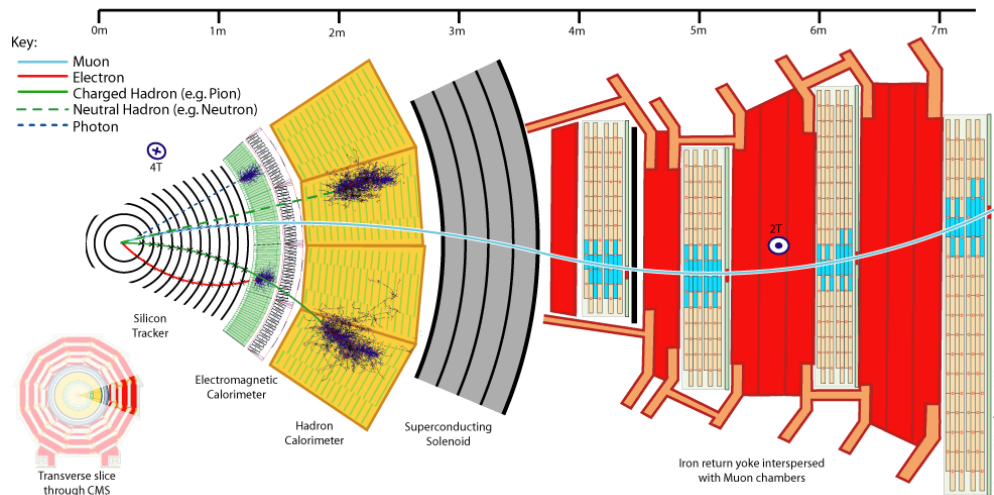 0m 1m 2m 3m 4m 5m 6m 7m
Key:
Muon
Electron
Charged Hadron (e.g. Pion)
Neutral Hadron (e.g. Neutron)
Photon
4T
2T
Silicon
Tracker
Electromagnetic
Calorimeter
Hadron
Calorimeter
Superconducting
Solenoid
Iron return yoke interspersed
with Muon chambers
Transverse slice
through CMS